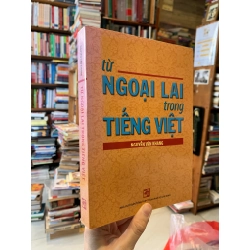 từ
NGOẠI LAI
trong
TIẾNG VIỆT
NGUYỄN VĂN KHANG